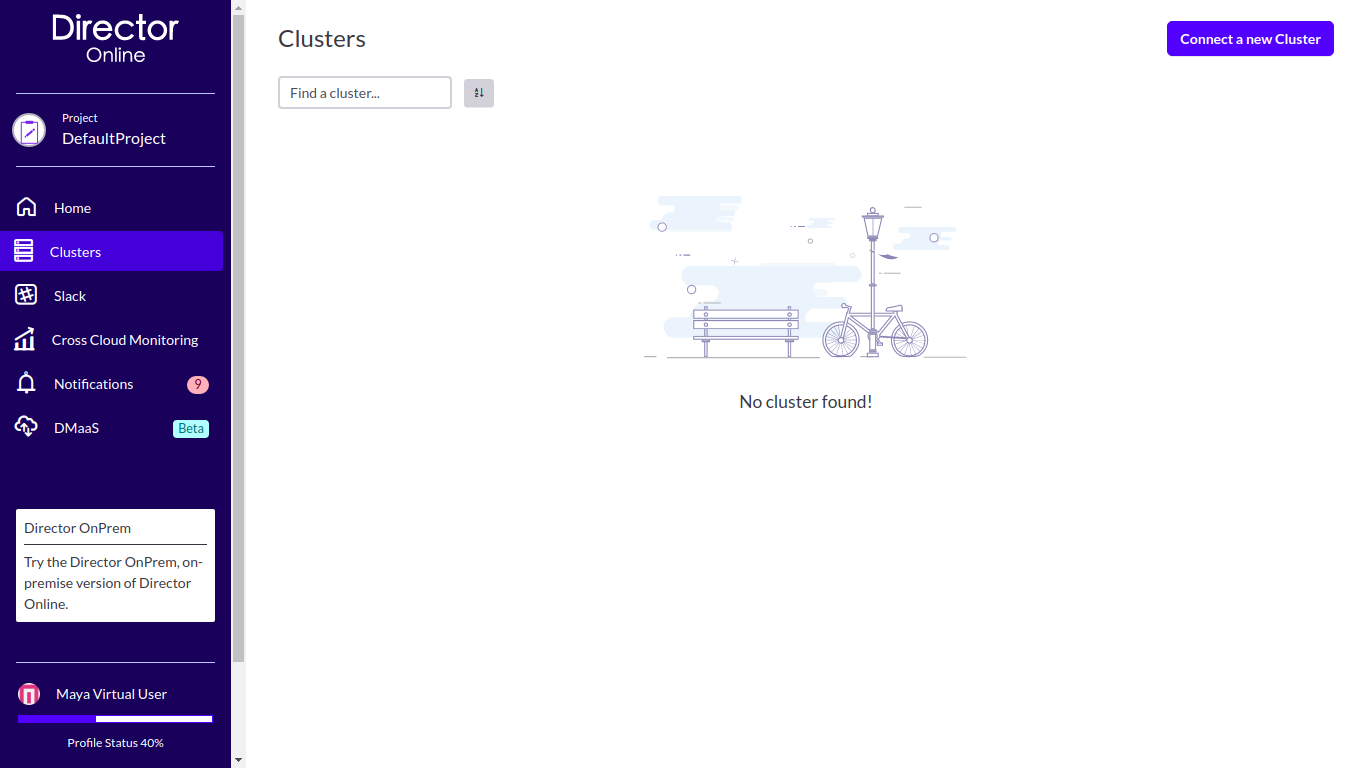 Director
Online
Project
DefaultProject
Home
Clusters
Slack
Cross Cloud Monitoring
Notifications
9
DMaaS
Beta
Director OnPrem
Try the Director OnPrem, on-
premise version of Director
Online.
Maya Virtual User
Profile Status 40%
Clusters
Connect a new Cluster
Find a cluster...
A
Z
No cluster found!